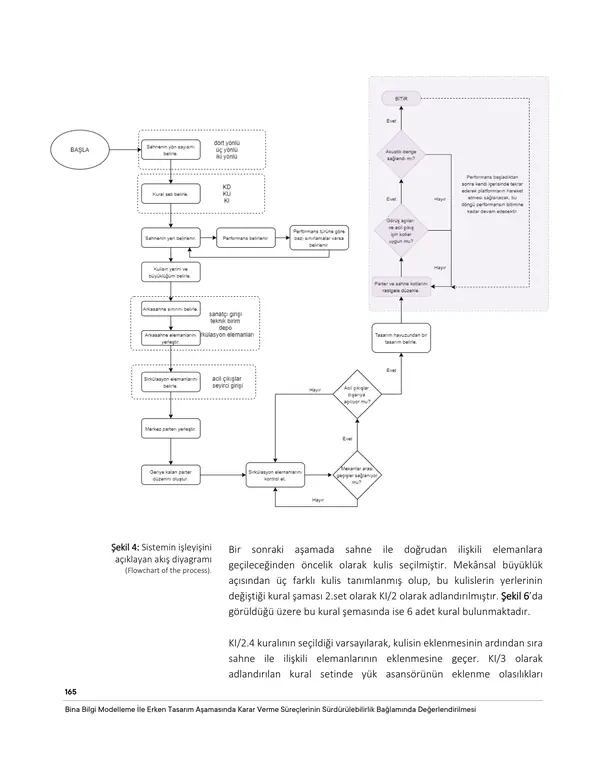 BAŞLA
Sahnenin yön sayısını
belirle.
dört yönlü
üç yönlü
iki yönlü
Kural seti belirle.
KD
KÜ
KI
Sahnenin yeri belirlenir.
Performans belirlenir
Performans türüne göre
bazı sınırlamalar varsa
belirlenir
Kulisin yerini ve
büyüklüğünü belirle.
Arkasahne sınırını belirle.
Arkasahne elemanlarını
yerleştir.
sanatçı girişi
teknik birim
depo
külasyon elemanları
Sirkülasyon elemanlarını
belirle.
acil çıkışlar
seyirci girişi
Merkez parteri yerleştir.
Geriye kalan parter
düzenini oluştur.
Sirkülasyon elemanlarını
kontrol et.
Mekanlar arası
geçişler sağlanıyor
mu?
Hayır
Evet
Acil çıkışlar
dışarıya
açılıyor mu?
Hayır
Evet
Tasarım havuzundan bir
tasarım belirle.
Parter ve sahne kotlarını
rastgele düzenle.
Görüş açıları
ve acil çıkış
için kotlar
uygun mu?
Hayır
Evet
Akustik denge
sağlandı mı?
Hayır
Evet
BİTİR
Performans başladıktan
sonra kendi içerisinde tekrar
ederek platformların hareket
etmesi sağlanacak, bu
döngü performansın bitimine
kadar devam edecektir.
Şekil 4: Sistemin işleyişini
açıklayan akış diyagramı
(Flowchart of the process).
Bir sonraki aşamada sahne ile doğrudan ilişkili elemanlara
geçileceğinden öncelik olarak kulis seçilmiştir. Mekânsal büyüklük
açısından üç farklı kulis tanımlanmış olup, bu kulislerin yerlerinin
değiştiği kural şaması 2.set olarak KI/2 olarak adlandırılmıştır. Şekil 6'da
görüldüğü üzere bu kural şemasında ise 6 adet kural bulunmaktadır.
KI/2.4 kuralının seçildiği varsayılarak, kulisin eklenmesinin ardından sıra
sahne ile ilişkili elemanlarının eklenmesine geçer. KI/3 olarak
adlandırılan kural setinde yük asansörünün eklenme olasılıkları
165
Bina Bilgi Modelleme İle Erken Tasarım Aşamasında Karar Verme Süreçlerinin Sürdürülebilirlik Bağlamında Değerlendirilmesi